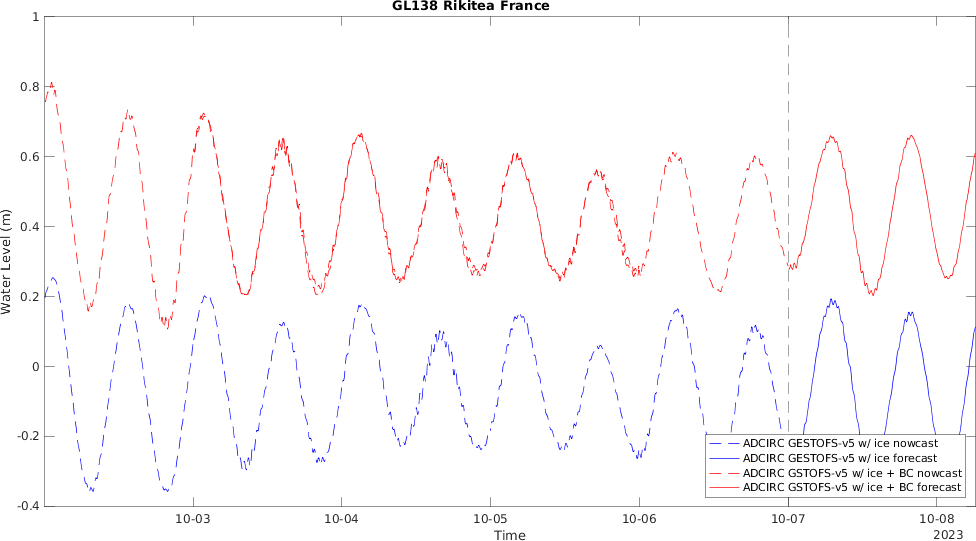 GL138 Rikitea France
Water Level (m)
1
0.8
0.6
0.4
0.2
0
-0.2
-0.4
10-03
10-04
10-05
10-06
10-07
10-08
Time
2023
ADCIRC GESTOFS-v5 w/ ice nowcast
ADCIRC GESTOFS-v5 w/ ice forecast
ADCIRC GSTOFS-v5 w/ ice + BC nowcast
ADCIRC GSTOFS-v5 w/ ice + BC forecast